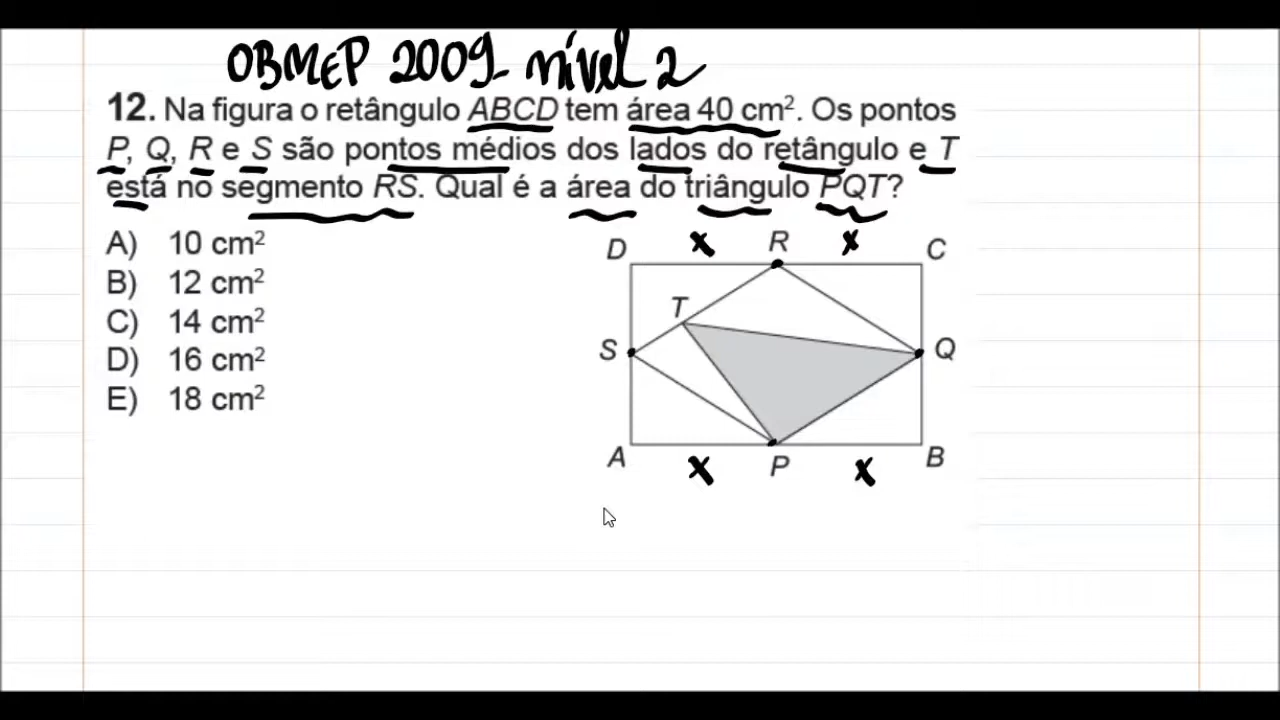 OBMEP 2009- nível 2
12. Na figura o retângulo ABCD tem área 40 cm². Os pontos
P, Q, R e S são pontos médios dos lados do retângulo e T
está no segmento RS. Qual é a área do triângulo PQT?
A) 10 cm²
B) 12 cm²
C) 14 cm²
D) 16 cm²
E) 18 cm²
D x R x C
T
S Q
A x P x B